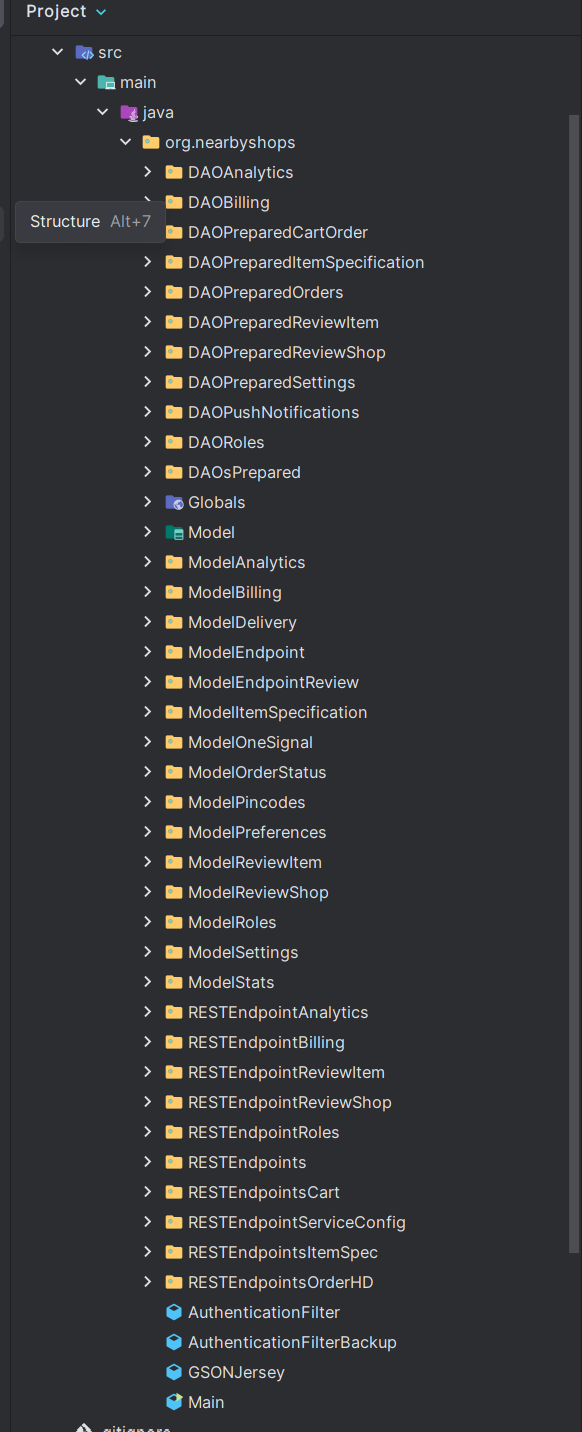 Project
src
main
java
org.nearbyshops
DAOAnalytics
DAOBilling
Structure Alt+7
DAOPreparedCartOrder
DAOPreparedItemSpecification
DAOPreparedOrders
DAOPreparedReviewItem
DAOPreparedReviewShop
DAOPreparedSettings
DAOPushNotifications
DAORoles
DAOsPrepared
Globals
Model
ModelAnalytics
ModelBilling
ModelDelivery
ModelEndpoint
ModelEndpointReview
ModelItemSpecification
ModelOneSignal
ModelOrderStatus
ModelPincodes
ModelPreferences
ModelReviewItem
ModelReviewShop
ModelRoles
ModelSettings
ModelStats
RESTEndpointAnalytics
RESTEndpointBilling
RESTEndpointReviewItem
RESTEndpointReviewShop
RESTEndpointRoles
RESTEndpoints
RESTEndpointsCart
RESTEndpointServiceConfig
RESTEndpointsItemSpec
RESTEndpointsOrderHD
AuthenticationFilter
AuthenticationFilterBackup
GSONJersey
Main
.gitignore